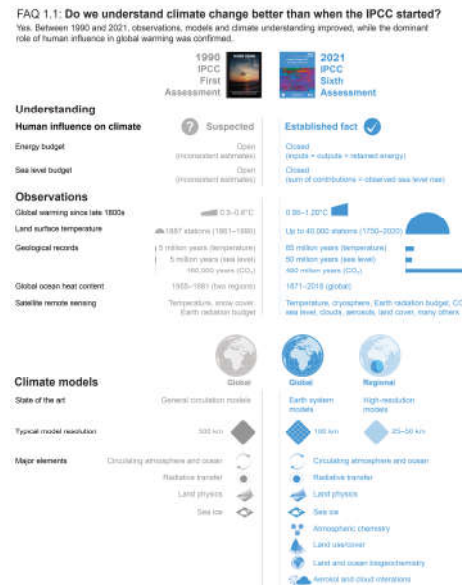 FAQ 1.1: Do we understand climate change better than when the IPCC started?
Yes. Between 1990 and 2021, observations, models and climate understanding improved, while the dominant
role of human influence in global warming was confirmed.
1990
IPCC
First
Assessment
2021
IPCC
Sixth
Assessment
Understanding
Human influence on climate ? Suspected Established fact
Energy budget Open Closed
(inconsistent estimates) (inputs = outputs + retained energy)
Sea level budget Open Closed
(inconsistent estimates) (sum of contributions = observed sea level rise)
Observations
Global warming since late 1800s 0.3–0.6°C 0.95–1.20°C
Land surface temperature 1887 stations (1861–1990) Up to 40,000 stations (1750–2020)
Geological records 5 million years (temperature) 65 million years (temperature)
5 million years (sea level) 50 million years (sea level)
160,000 years (CO₂) 450 million years (CO₂)
Global ocean heat content 1955–1981 (two regions) 1871–2018 (global)
Satellite remote sensing Temperature, snow cover, Temperature, cryosphere, Earth radiation budget, CO
Earth radiation budget sea level, clouds, aerosols, land cover, many others
Climate models Global Global Regional
State of the art General circulation models Earth system High-resolution
models models
Typical model resolution 500 km 100 km 25–50 km
Major elements Circulating atmosphere and ocean Circulating atmosphere and ocean
Radiative transfer Radiative transfer
Land physics Land physics
Sea ice Sea ice
Atmospheric chemistry
Land use/cover
Land and ocean biogeochemistry
Aerosol and cloud interations